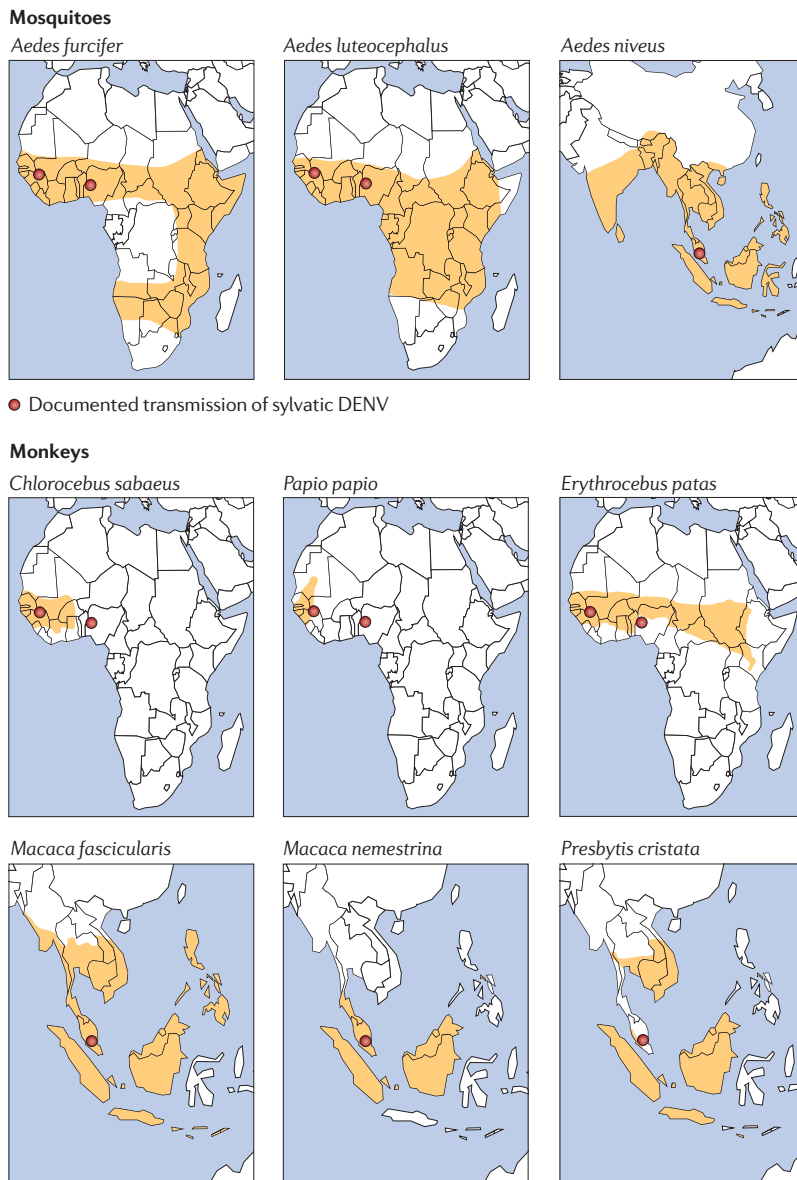 Mosquitoes
Aedes furcifer
Aedes luteocephalus
Aedes niveus
Documented transmission of sylvatic DENV
Monkeys
Chlorocebus sabaeus
Papio papio
Erythrocebus patas
Macaca fascicularis
Macaca nemestrina
Presbytis cristata